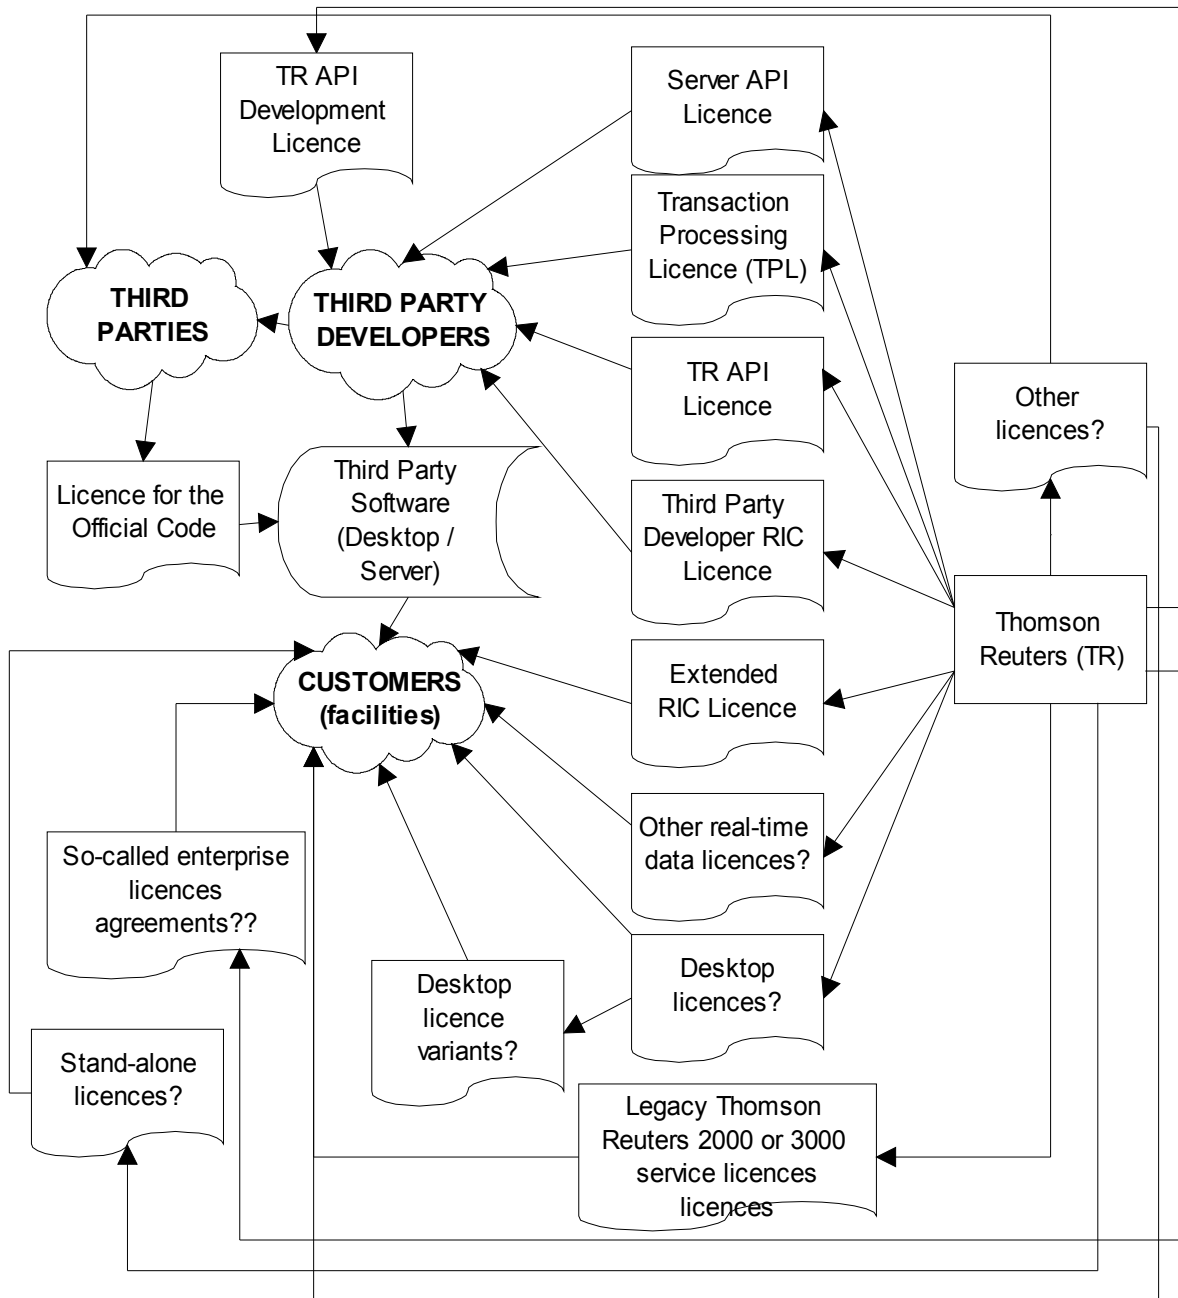 TR API
Development
Licence
Server API
Licence
Transaction
Processing
Licence (TPL)
THIRD
PARTIES
THIRD PARTY
DEVELOPERS
TR API
Licence
Other
licences?
Licence for the
Official Code
Third Party
Software
(Desktop /
Server)
Third Party
Developer RIC
Licence
Thomson
Reuters (TR)
CUSTOMERS
(facilities)
Extended
RIC Licence
Other real-time
data licences?
So-called enterprise
licences
agreements??
Desktop
licence
variants?
Desktop
licences?
Stand-alone
licences?
Legacy Thomson
Reuters 2000 or 3000
service licences
licences